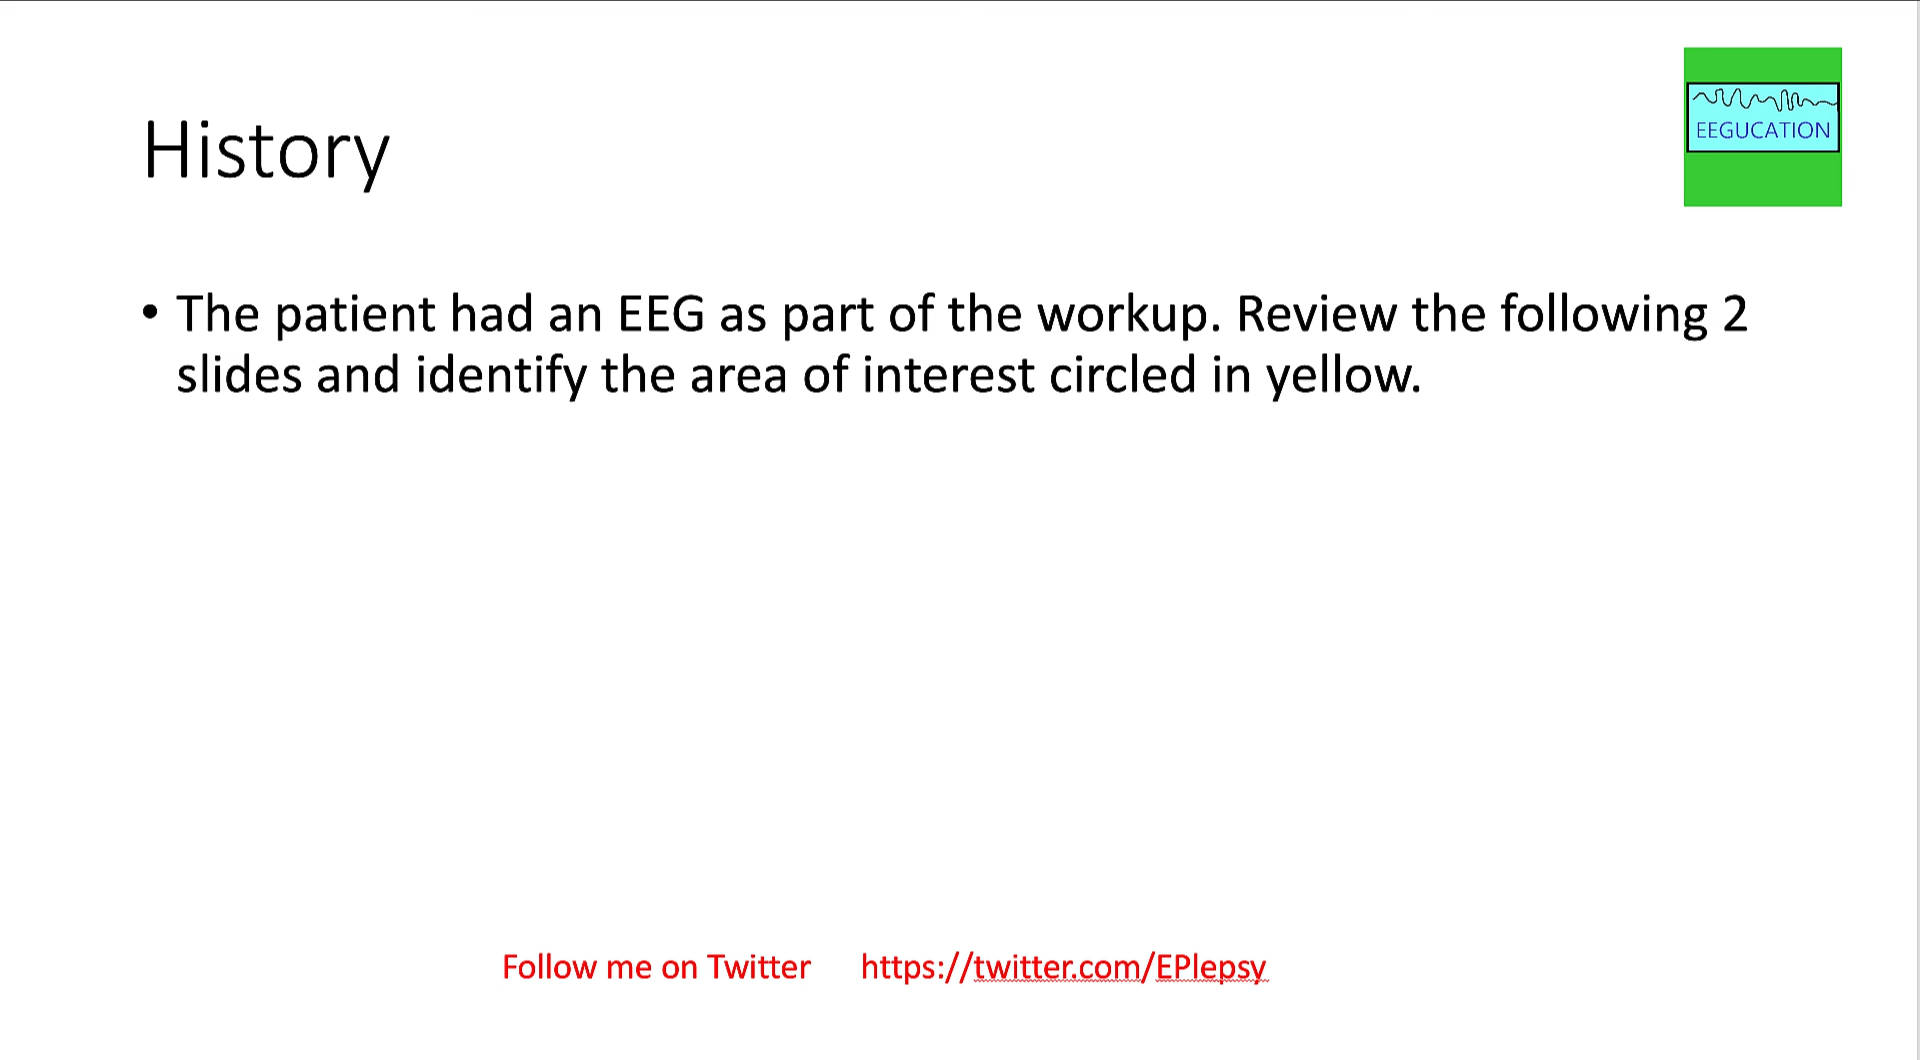 EEGUCATION
History
• The patient had an EEG as part of the workup. Review the following 2
slides and identify the area of interest circled in yellow.
Follow me on Twitter https://twitter.com/EPlepsy